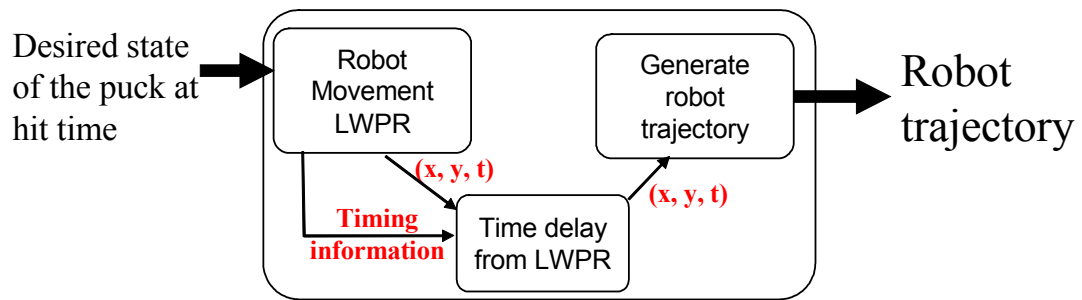 Desired state
of the puck at
hit time
Robot
Movement
LWPR
(x, y, t)
Timing
information
Time delay
from LWPR
(x, y, t)
Generate
robot
trajectory
Robot
trajectory